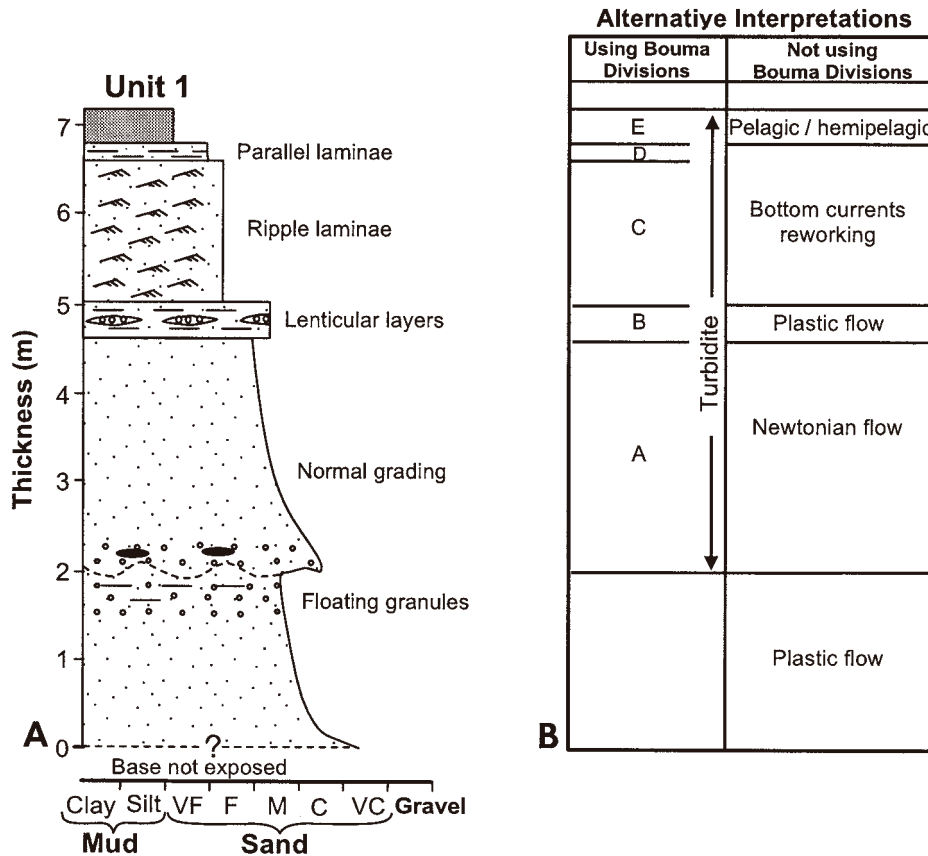 Alternative Interpretations
Using Bouma
Divisions
Not using
Bouma Divisions
Unit 1
7
6
5
4
3
2
1
0
Thickness (m)
Parallel laminae
Ripple laminae
Lenticular layers
Normal grading
Floating granules
?
Base not exposed
A
Clay
Silt
VF
F
M
C
VC
Gravel
Mud
Sand
E
D
C
B
A
Turbidite
Pelagic / hemipelagic
Bottom currents
reworking
Plastic flow
Newtonian flow
Plastic flow
B